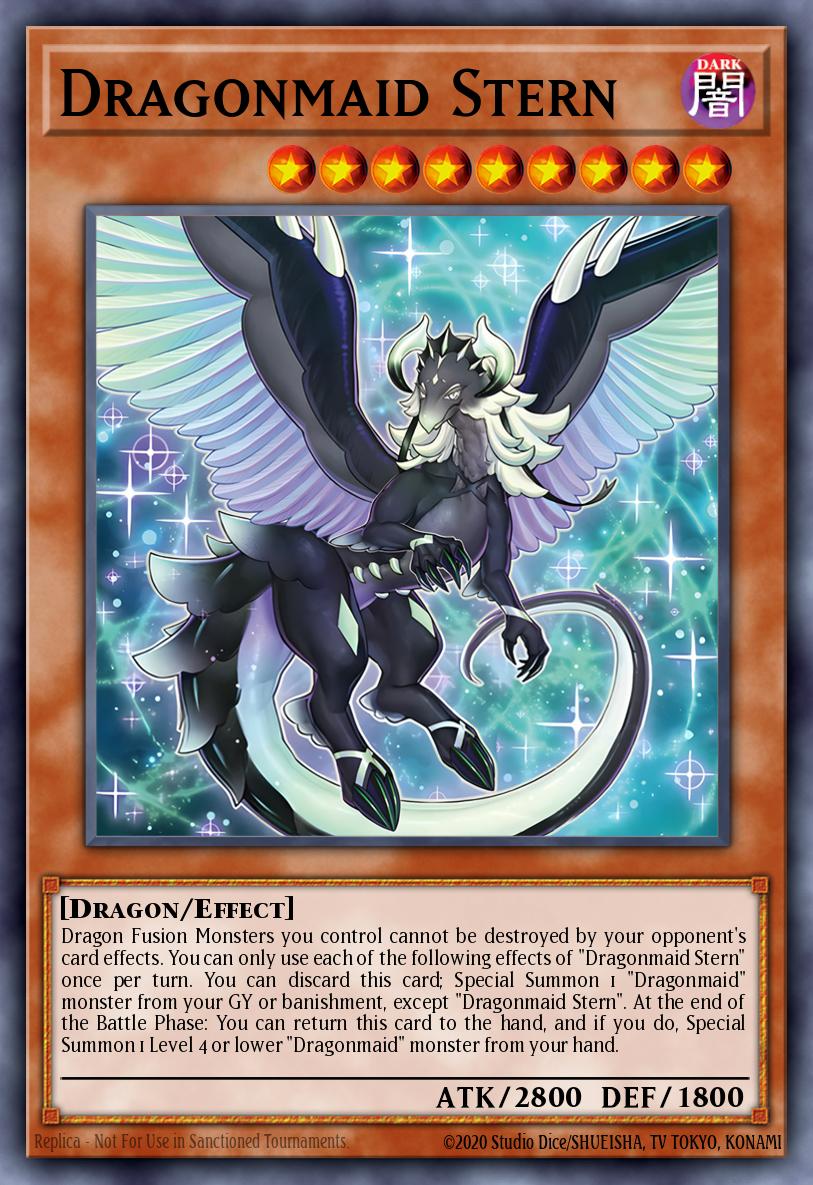 Dragonmaid Stern
DARK
闇
[Dragon/Effect]
Dragon Fusion Monsters you control cannot be destroyed by your opponent's
card effects. You can only use each of the following effects of "Dragonmaid Stern"
once per turn. You can discard this card; Special Summon 1 "Dragonmaid"
monster from your GY or banishment, except "Dragonmaid Stern". At the end of
the Battle Phase: You can return this card to the hand, and if you do, Special
Summon 1 Level 4 or lower "Dragonmaid" monster from your hand.
ATK/2800 DEF/1800
Replica - Not For Use in Sanctioned Tournaments.
©2020 Studio Dice/SHUEISHA, TV TOKYO, KONAMI